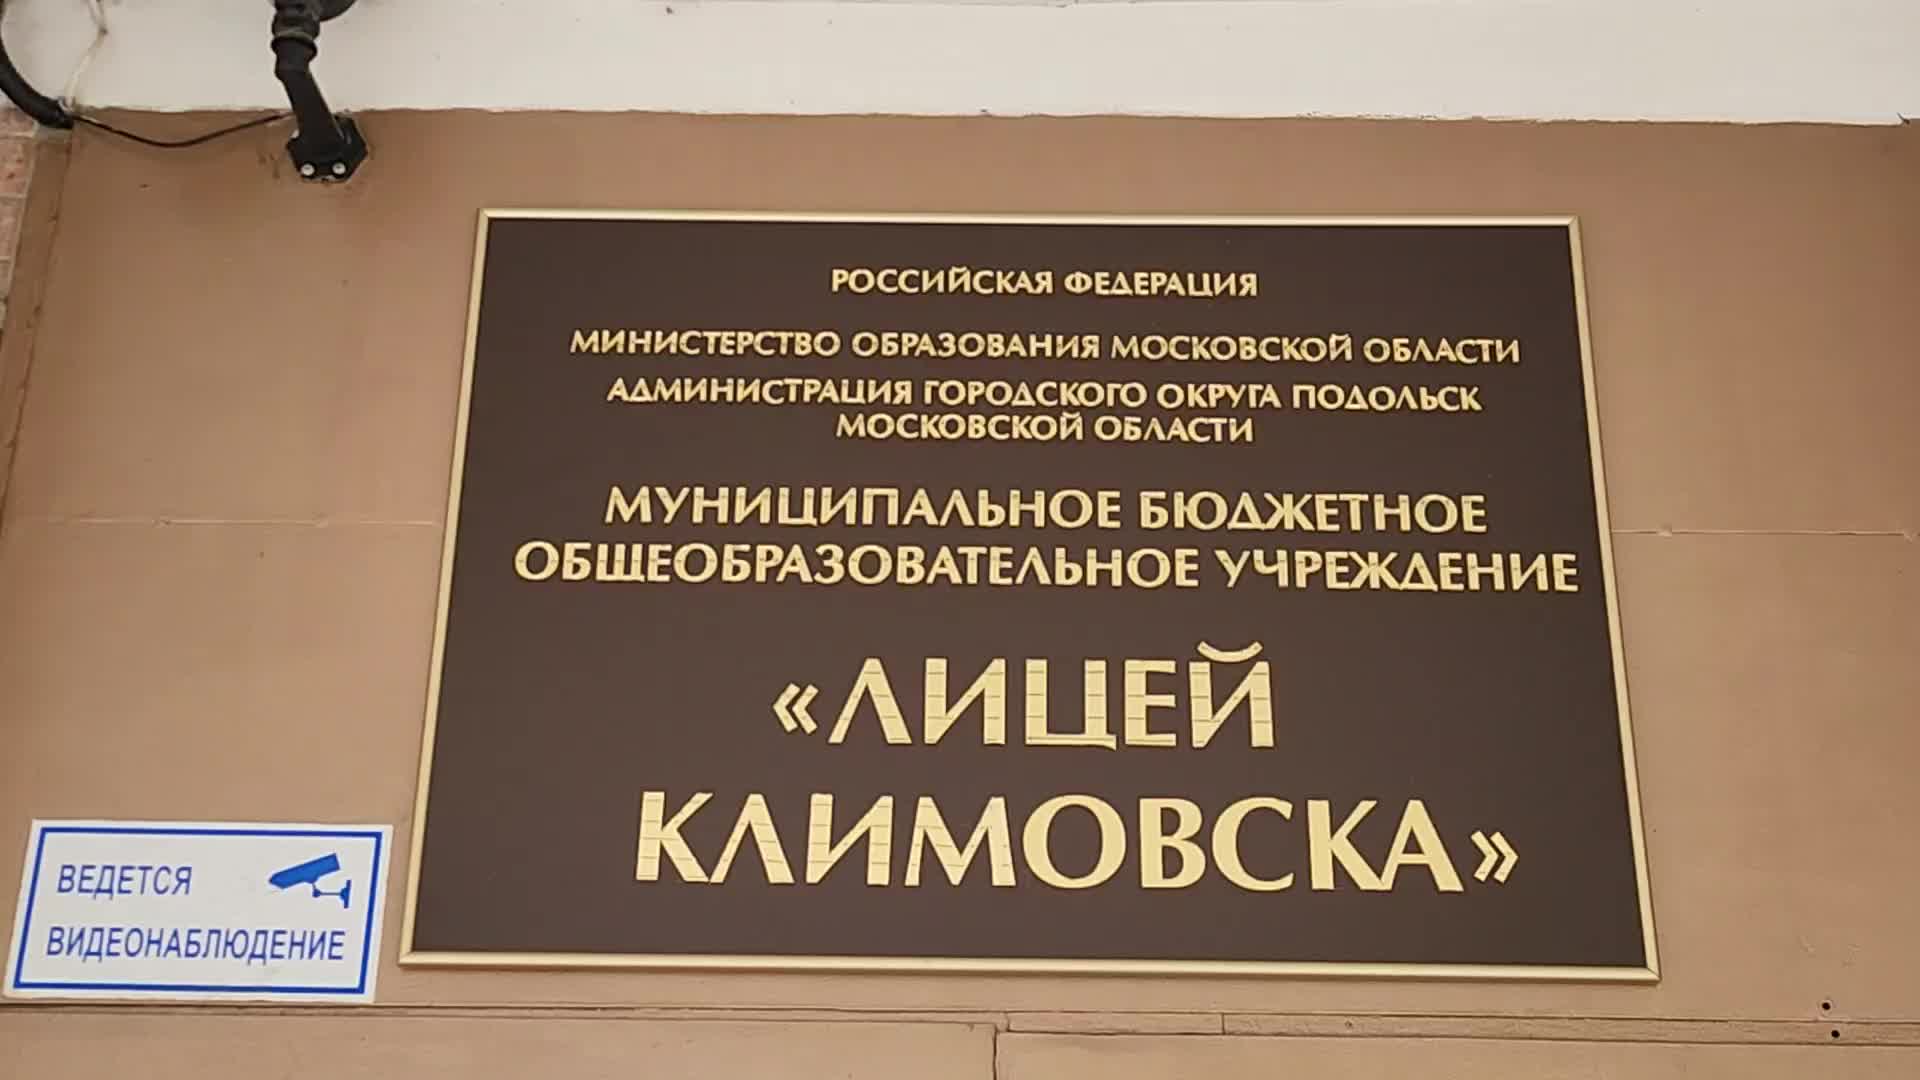 РОССИЙСКАЯ ФЕДЕРАЦИЯ
МИНИСТЕРСТВО ОБРАЗОВАНИЯ МОСКОВСКОЙ ОБЛАСТИ
АДМИНИСТРАЦИЯ ГОРОДСКОГО ОКРУГА ПОДОЛЬСК
МОСКОВСКОЙ ОБЛАСТИ
МУНИЦИПАЛЬНОЕ БЮДЖЕТНОЕ
ОБЩЕОБРАЗОВАТЕЛЬНОЕ УЧРЕЖДЕНИЕ
«ЛИЦЕЙ
КЛИМОВСКА»
ВЕДЕТСЯ
ВИДЕОНАБЛЮДЕНИЕ